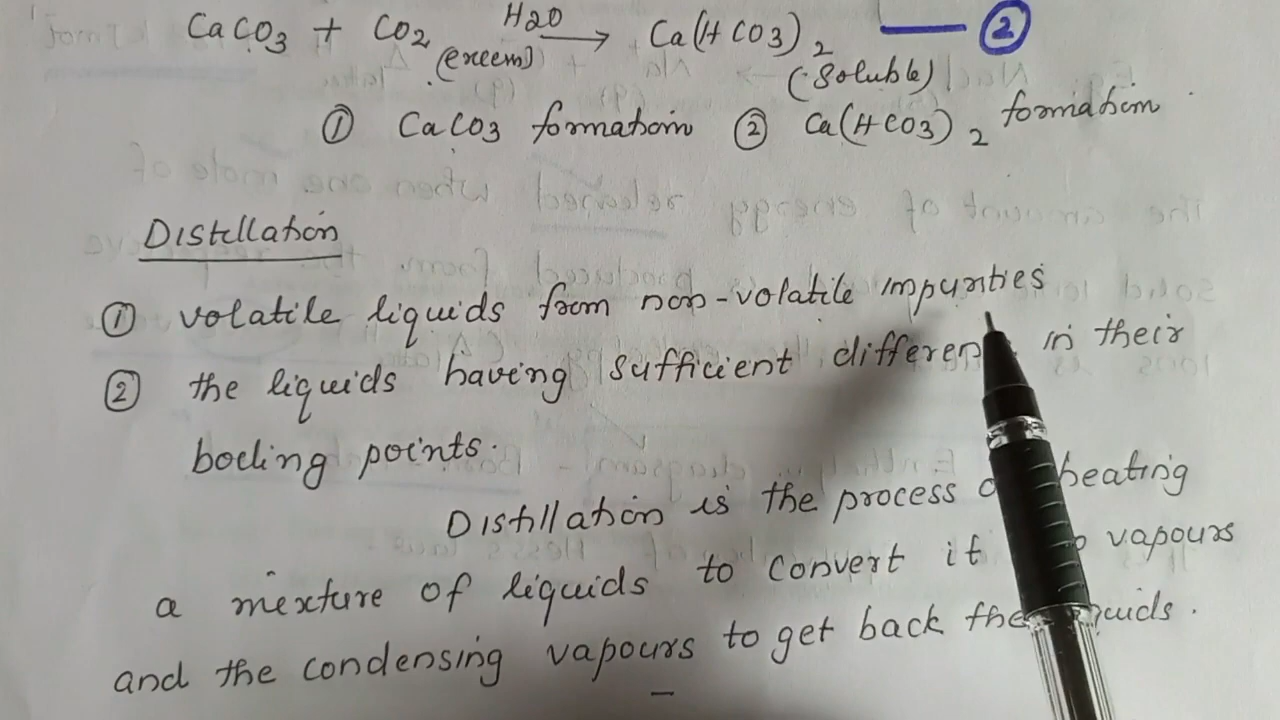 CaCO3 + CO2 (excess) H2O → Ca(HCO3)2 (Soluble) — ②
① CaCO3 formation ② Ca(HCO3)2 formation
Distillation
① volatile liquids from non-volatile impurities
② the liquids having sufficient different in their
boiling points.
Distillation is the process heating
a mixture of liquids to convert it vapours
and the condensing vapours to get back the